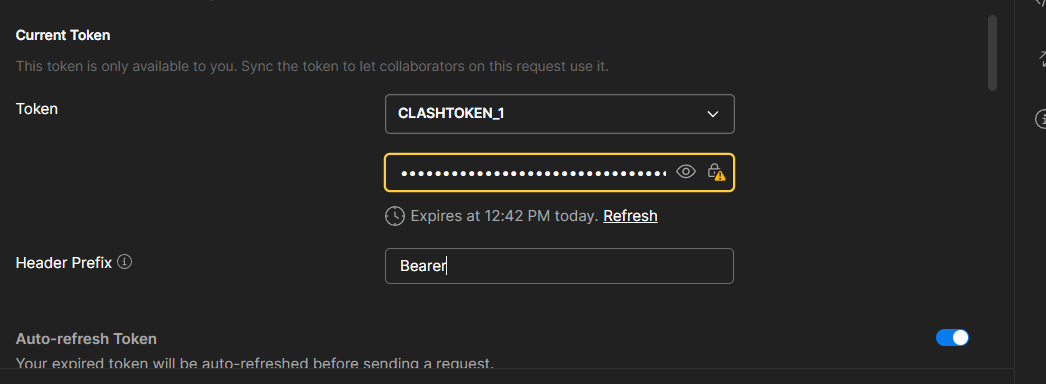 Current Token
This token is only available to you. Sync the token to let collaborators on this request use it.
Token
CLASHTOKEN_1
Expires at 12:42 PM today. Refresh
Header Prefix
Bearer
Auto-refresh Token
Your expired token will be auto-refreshed before sending a request.